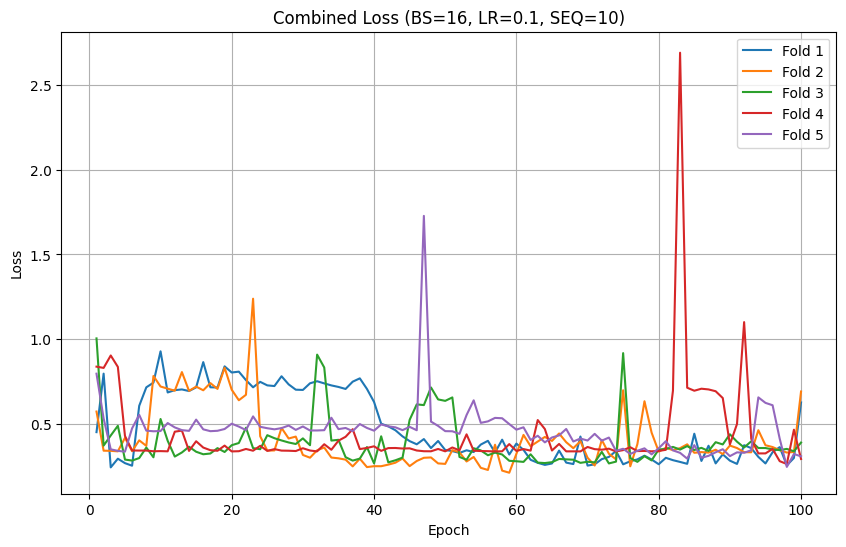 Combined Loss (BS=16, LR=0.1, SEQ=10)
Fold 1
Fold 2
Fold 3
Fold 4
Fold 5
Loss
2.5
2.0
1.5
1.0
0.5
0 20 40 60 80 100
Epoch